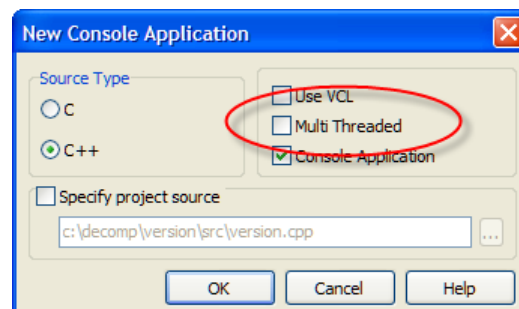 New Console Application
Source Type
C
C++
Use VCL
Multi Threaded
Console Application
Specify project source
c:\decomp\version\src\version.cpp
...
OK
Cancel
Help